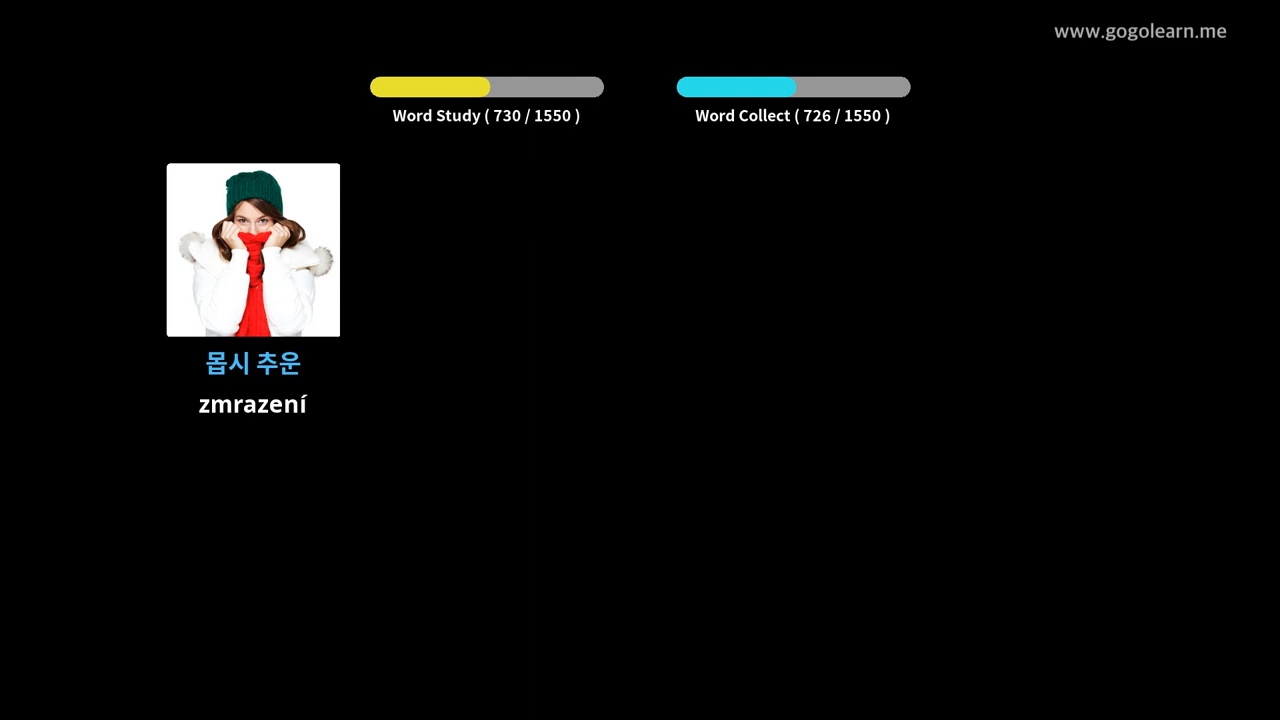 www.gogolearn.me
Word Study ( 730 / 1550 )
Word Collect ( 726 / 1550 )
몹시 추운
zmrazení